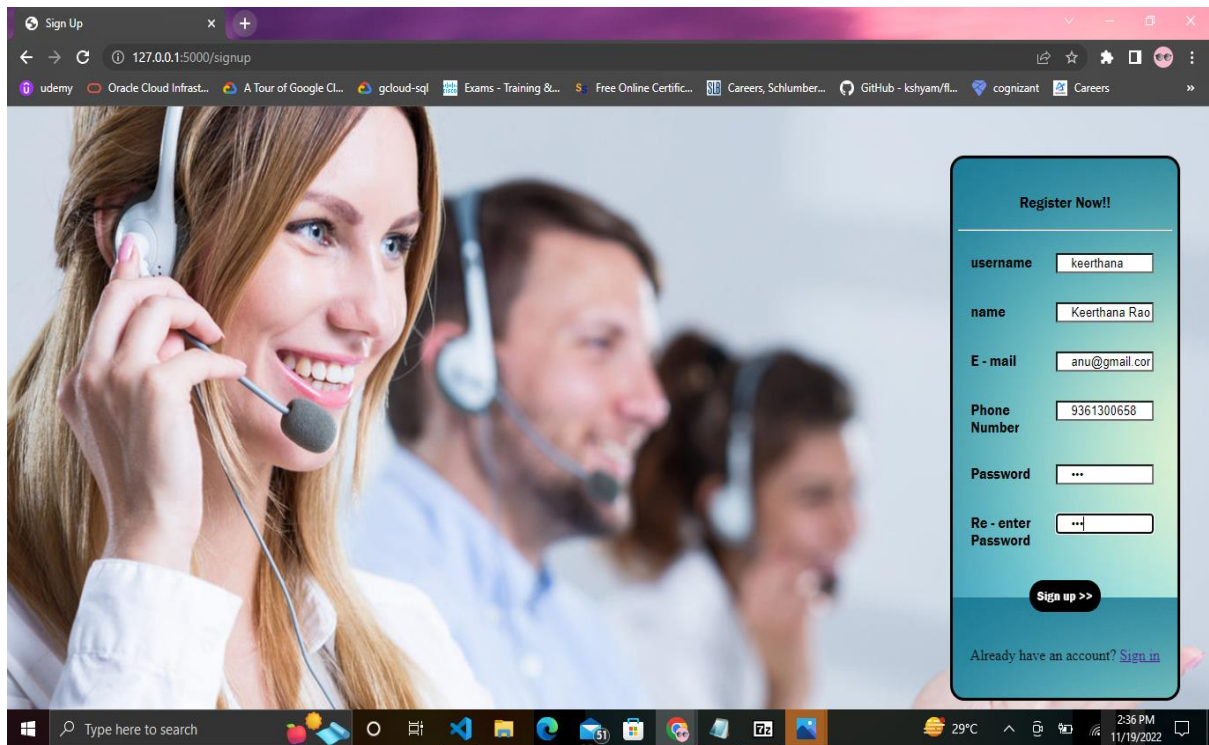 Sign Up
127.0.0.1:5000/signup
udemy Oracle Cloud Infrast... A Tour of Google Cl... gcloud-sql Exams - Training &... Free Online Certific... Careers, Schlumber... GitHub - kshyam/fl... cognizant Careers »
Register Now!!
username keerthana
name Keerthana Rao
E - mail anu@gmail.cor
Phone Number 9361300658
Password •••
Re - enter Password •••
Sign up >>
Already have an account? Sign in
Type here to search
51
7z
29°C
2:36 PM
11/19/2022